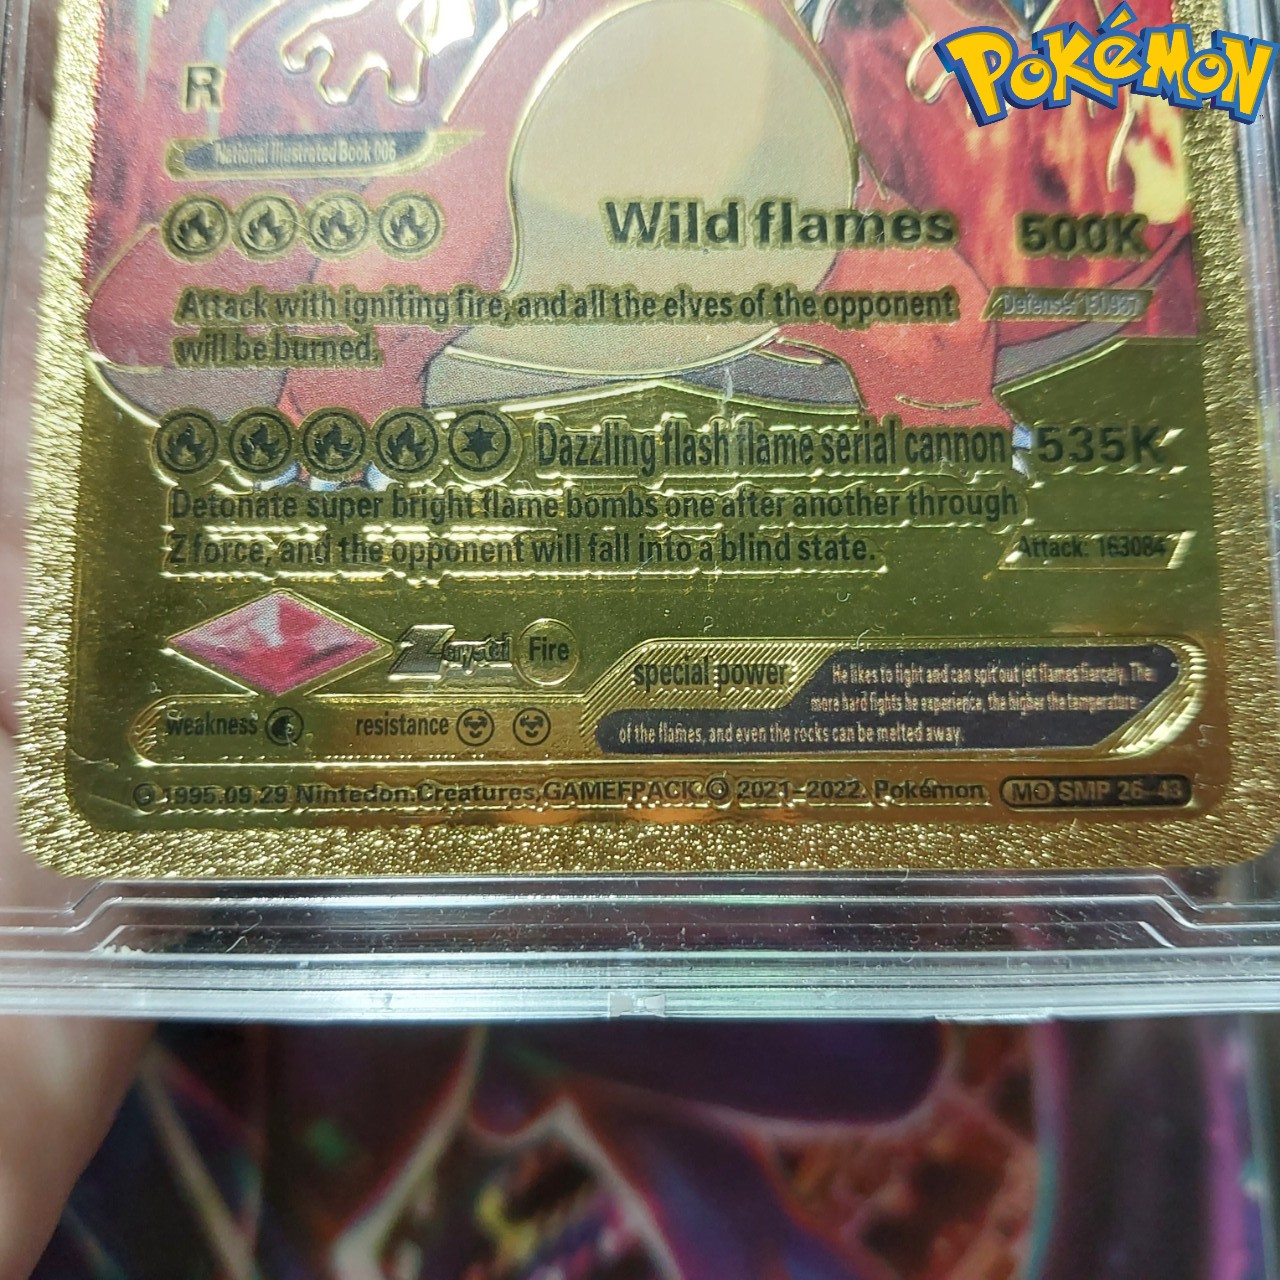 POKÉMON
R
National Illustrated Book 006
Wild flames 500K
Attack with igniting fire, and all the elves of the opponent
will be burned.
Dazzling flash flame serial cannon 535K
Detonate super bright flame bombs one after another through
Z force, and the opponent will fall into a blind state.
Attack: 163084
Z crystal Fire
special power
He likes to fight and can spit out jet flames fiercely. The
more hard fights he experience, the higher the temperature
of the flames, and even the rocks can be melted away.
weakness resistance
© 1995.09.29 Nintedon.Creatures,GAMEFPACK.© 2021-2022. Pokémon MO SMP 26-43